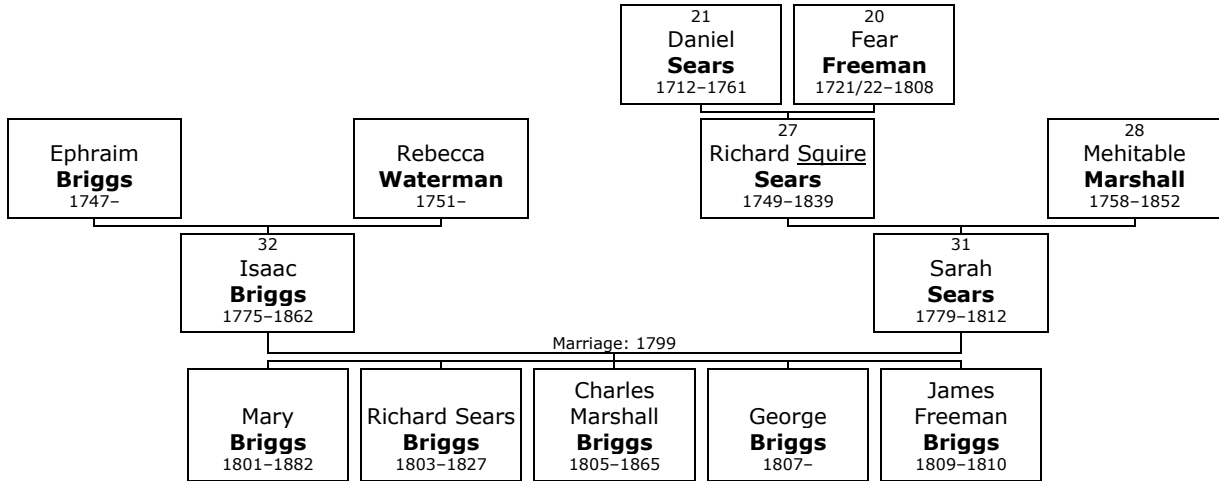 21
Daniel
Sears
1712–1761
20
Fear
Freeman
1721/22–1808
Ephraim
Briggs
1747–
Rebecca
Waterman
1751–
27
Richard Squire
Sears
1749–1839
28
Mehitable
Marshall
1758–1852
32
Isaac
Briggs
1775–1862
31
Sarah
Sears
1779–1812
Marriage: 1799
Mary
Briggs
1801–1882
Richard Sears
Briggs
1803–1827
Charles
Marshall
Briggs
1805–1865
George
Briggs
1807–
James
Freeman
Briggs
1809–1810